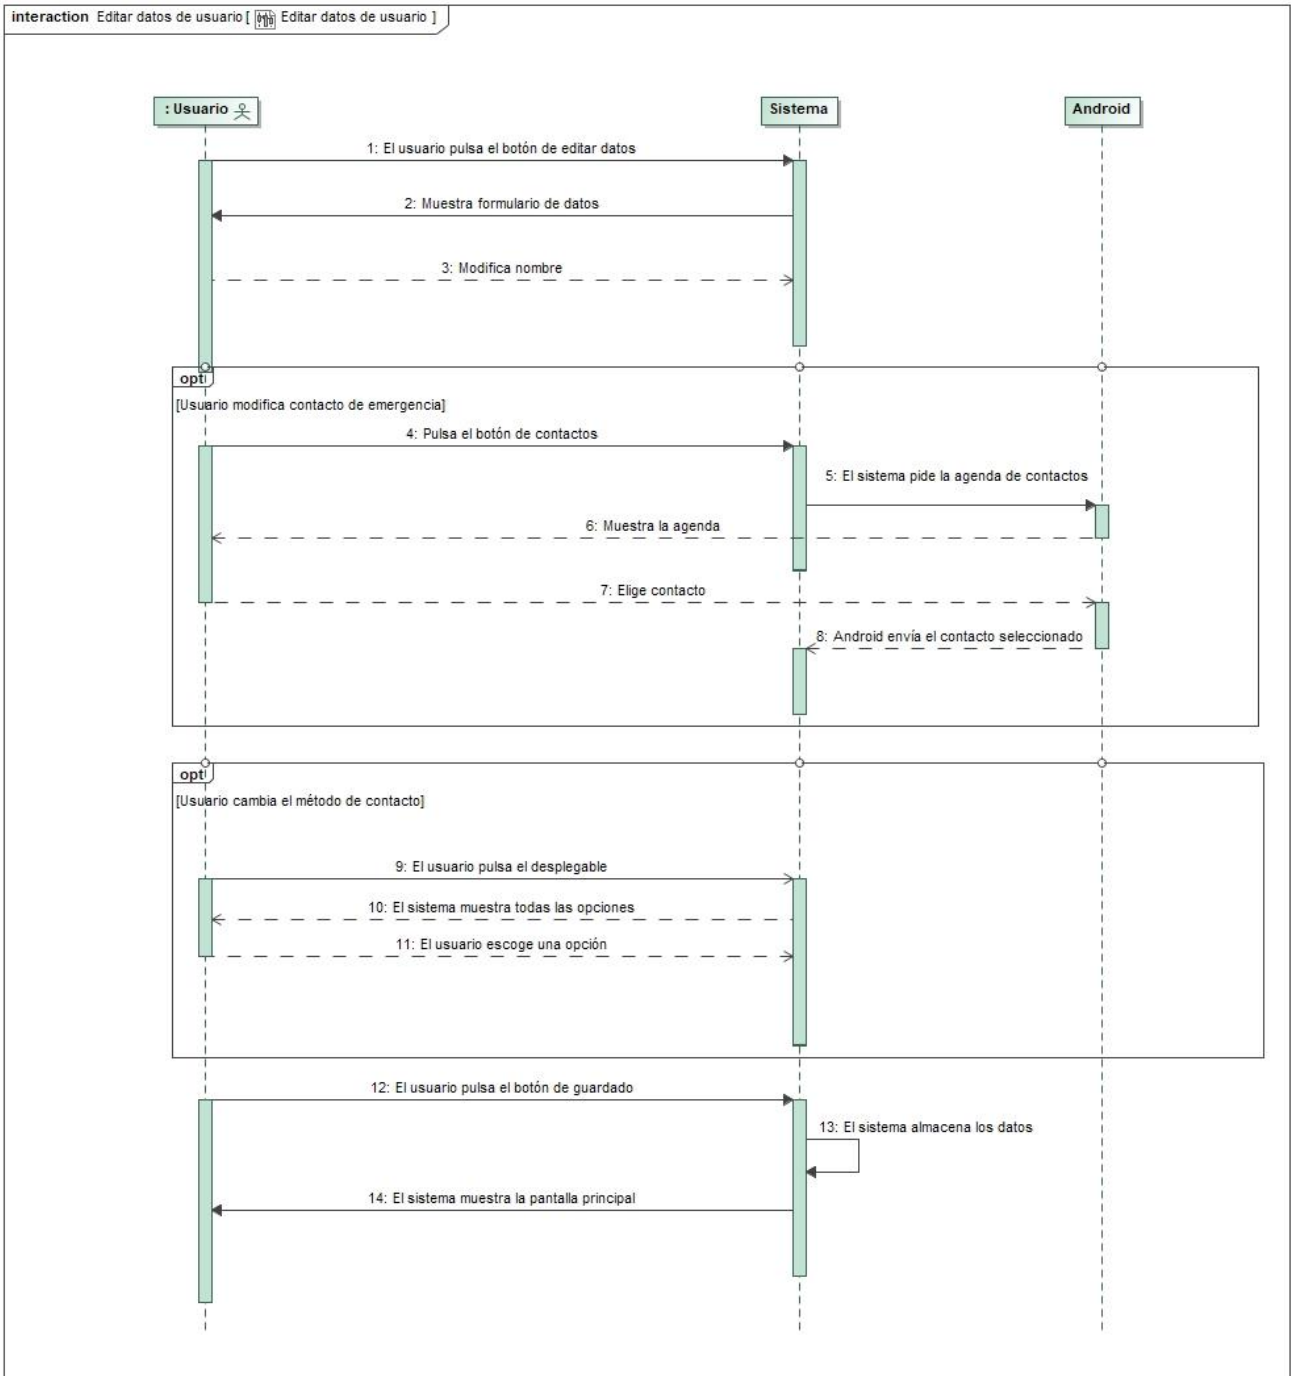 interaction Editar datos de usuario [ Editar datos de usuario ]
: Usuario
Sistema
Android
1: El usuario pulsa el botón de editar datos
2: Muestra formulario de datos
3: Modifica nombre
opt
[Usuario modifica contacto de emergencia]
4: Pulsa el botón de contactos
5: El sistema pide la agenda de contactos
6: Muestra la agenda
7: Elige contacto
8: Android envía el contacto seleccionado
opt
[Usuario cambia el método de contacto]
9: El usuario pulsa el desplegable
10: El sistema muestra todas las opciones
11: El usuario escoge una opción
12: El usuario pulsa el botón de guardado
13: El sistema almacena los datos
14: El sistema muestra la pantalla principal